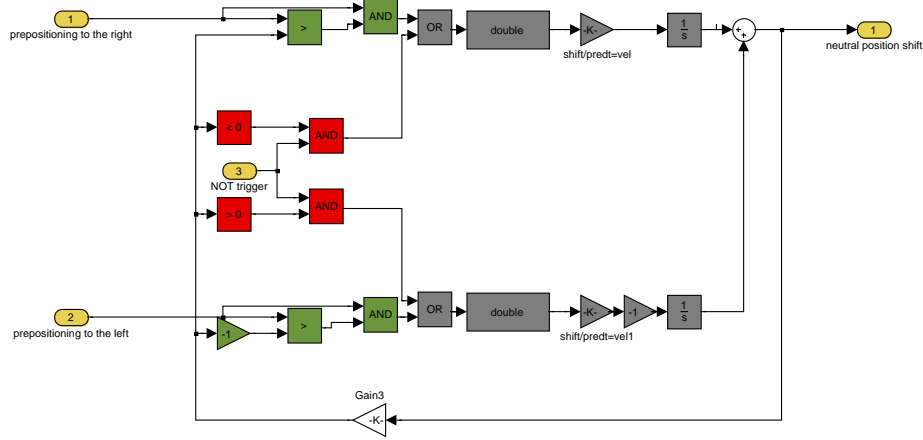 1
prepositioning to the right
>
AND
OR
double
-K-
shift/predt=vel
1
s
+
+
1
neutral position shift
< 0
AND
3
NOT trigger
> 0
AND
2
prepositioning to the left
-1
>
AND
OR
double
-K-
shift/predt=vel1
-1
1
s
Gain3
-K-